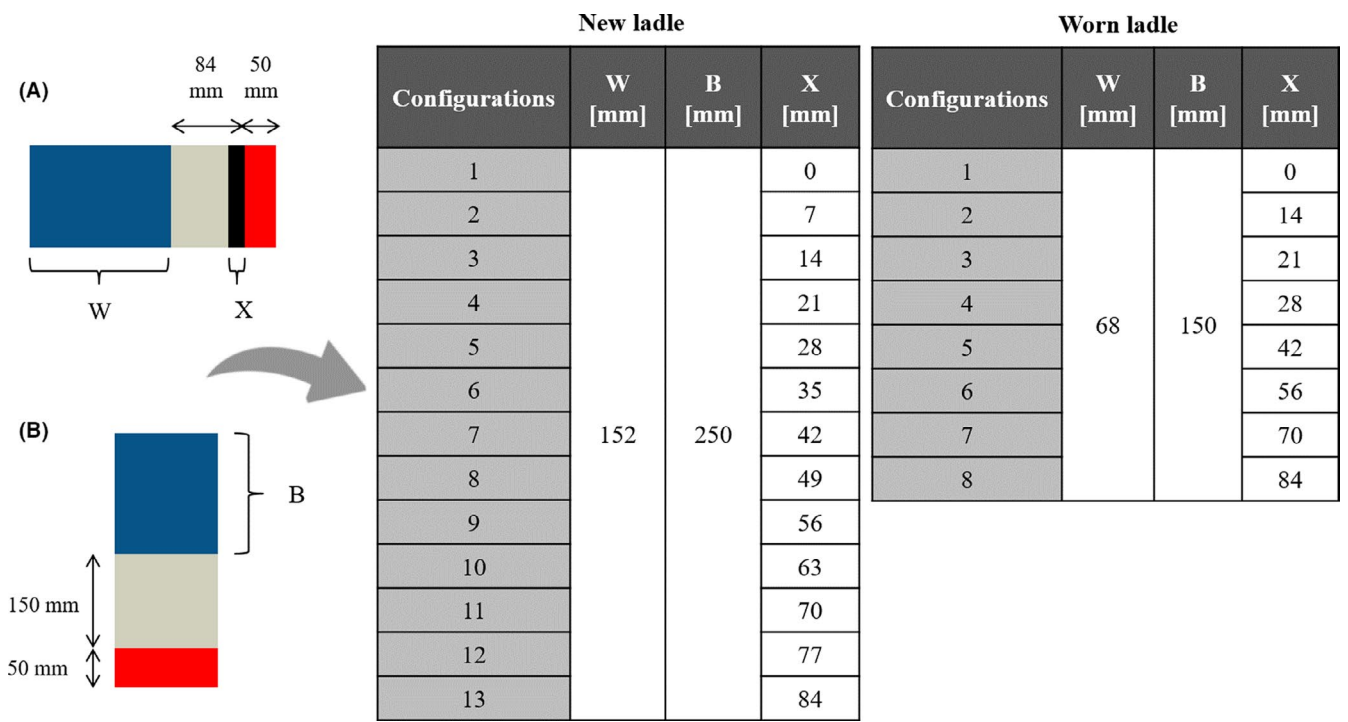 New ladle
Worn ladle
84 mm
50 mm
(A)
W
X
(B)
B
150 mm
50 mm
Configurations W [mm] B [mm] X [mm]
1 0
2 7
3 14
4 21
5 28
6 35
7 152 250 42
8 49
9 56
10 63
11 70
12 77
13 84
Configurations W [mm] B [mm] X [mm]
1 0
2 14
3 21
4 28
68 150
5 42
6 56
7 70
8 84